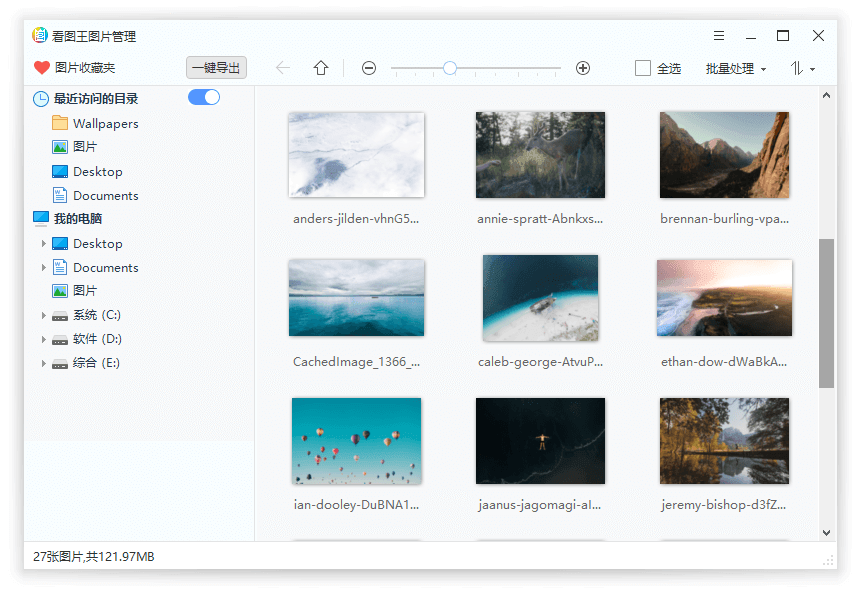 看图王图片管理
图片收藏夹
一键导出
全选
批量处理
最近访问的目录
Wallpapers
图片
Desktop
Documents
我的电脑
Desktop
Documents
图片
系统 (C:)
软件 (D:)
综合 (E:)
anders-jilden-vhnG5...
annie-spratt-Abnkxs...
brennan-burling-vpa...
CachedImage_1366_...
caleb-george-AtvuP...
ethan-dow-dWaBkA...
ian-dooley-DuBNA1...
jaanus-jagomagi-aI...
jeremy-bishop-d3fZ...
27张图片,共121.97MB